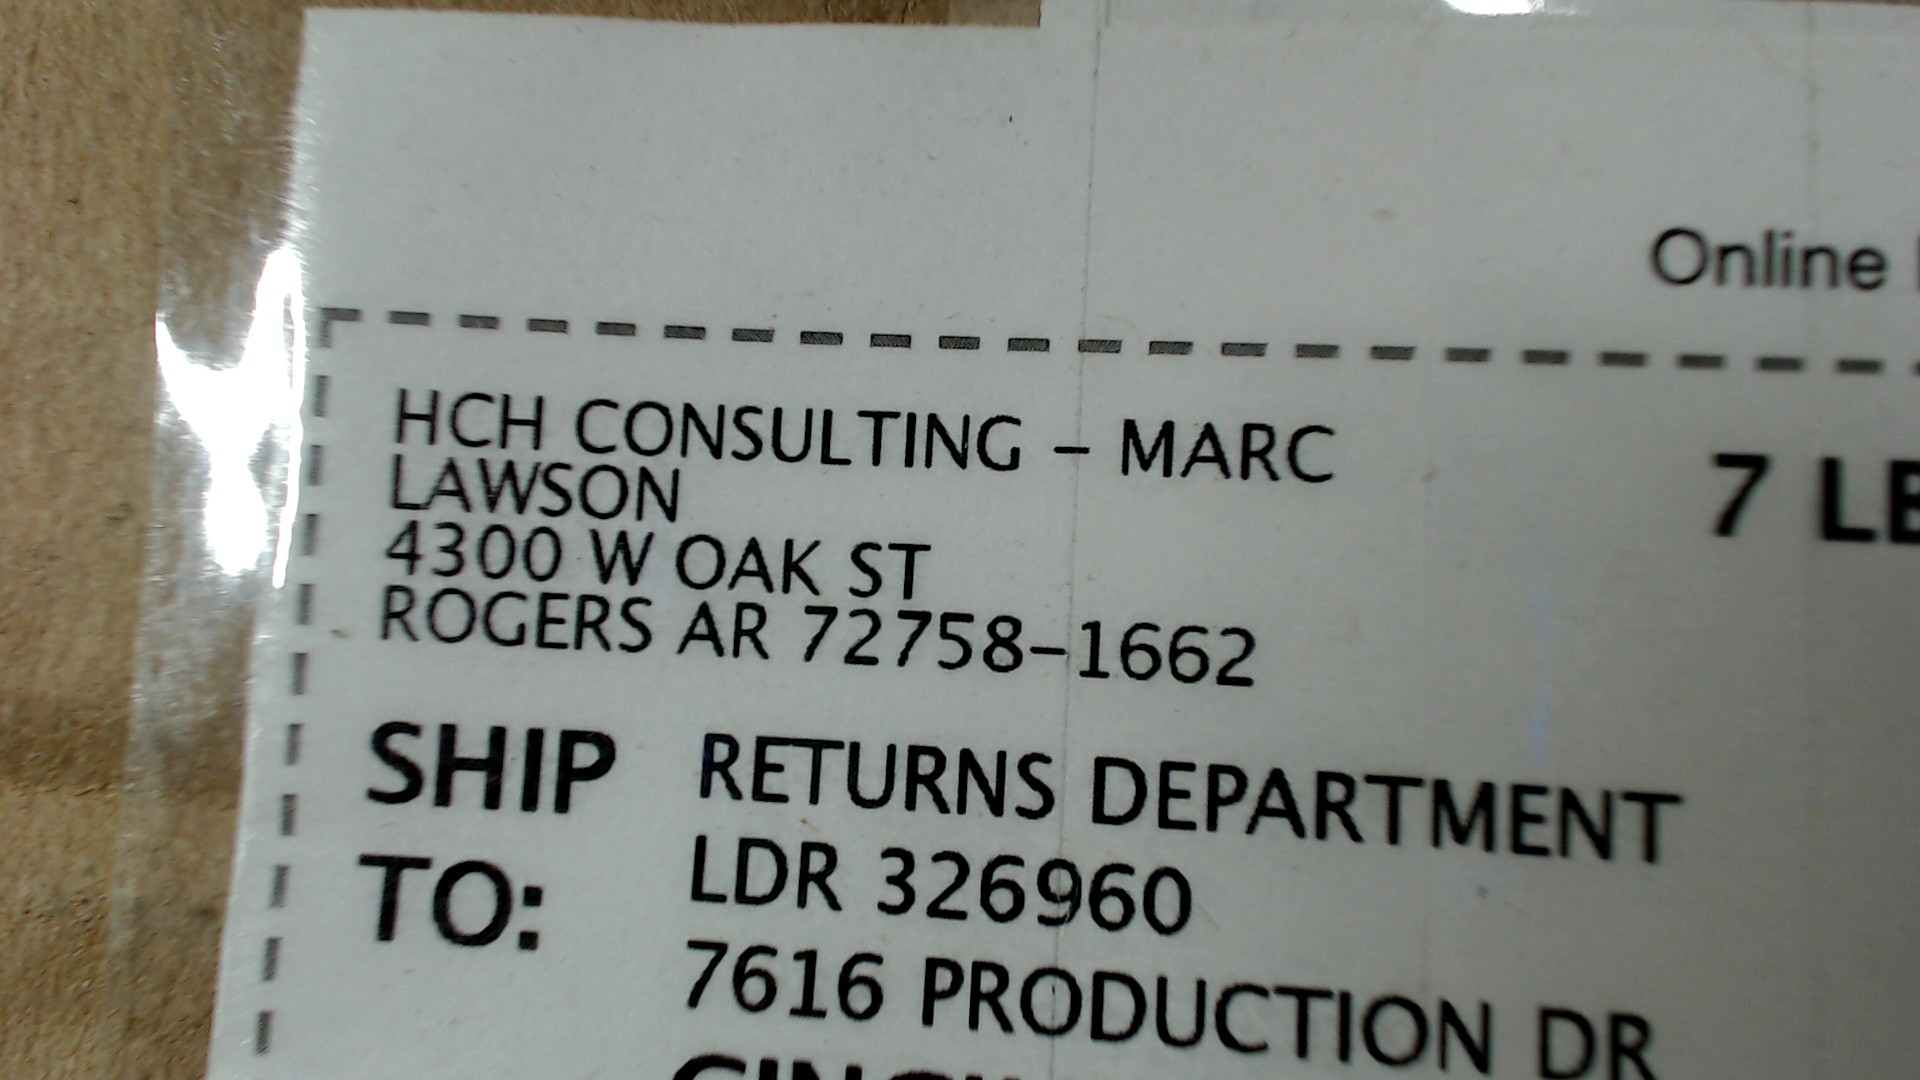 Online
HCH CONSULTING – MARC
LAWSON
7 LB
4300 W OAK ST
ROGERS AR 72758–1662
SHIP TO:
RETURNS DEPARTMENT
LDR 326960
7616 PRODUCTION DR